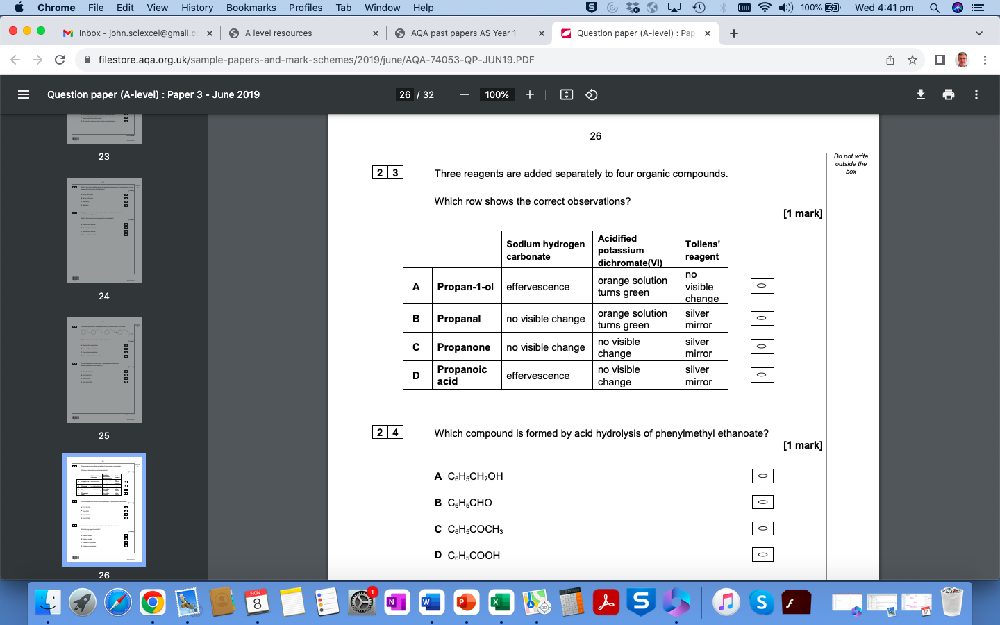 Chrome File Edit View History Bookmarks Profiles Tab Window Help 100% Wed 4:41 pm
Inbox - john.sciexcel@gmail.c A level resources AQA past papers AS Year 1 Question paper (A-level) : Pap
filestore.aqa.org.uk/sample-papers-and-mark-schemes/2019/june/AQA-74053-QP-JUN19.PDF
Question paper (A-level) : Paper 3 - June 2019 26 / 32 100%
23
24
25
26
26
Do not write
outside the
box
2 3 Three reagents are added separately to four organic compounds.
Which row shows the correct observations?
[1 mark]
Sodium hydrogen carbonate Acidified potassium dichromate(VI) Tollens' reagent
A Propan-1-ol effervescence orange solution turns green no visible change
B Propanal no visible change orange solution turns green silver mirror
C Propanone no visible change no visible change silver mirror
D Propanoic acid effervescence no visible change silver mirror
2 4 Which compound is formed by acid hydrolysis of phenylmethyl ethanoate?
[1 mark]
A C₆H₅CH₂OH
B C₆H₅CHO
C C₆H₅COCH₃
D C₆H₅COOH
NOV
8
1
N
W
P
X
3D
S
S
f
17